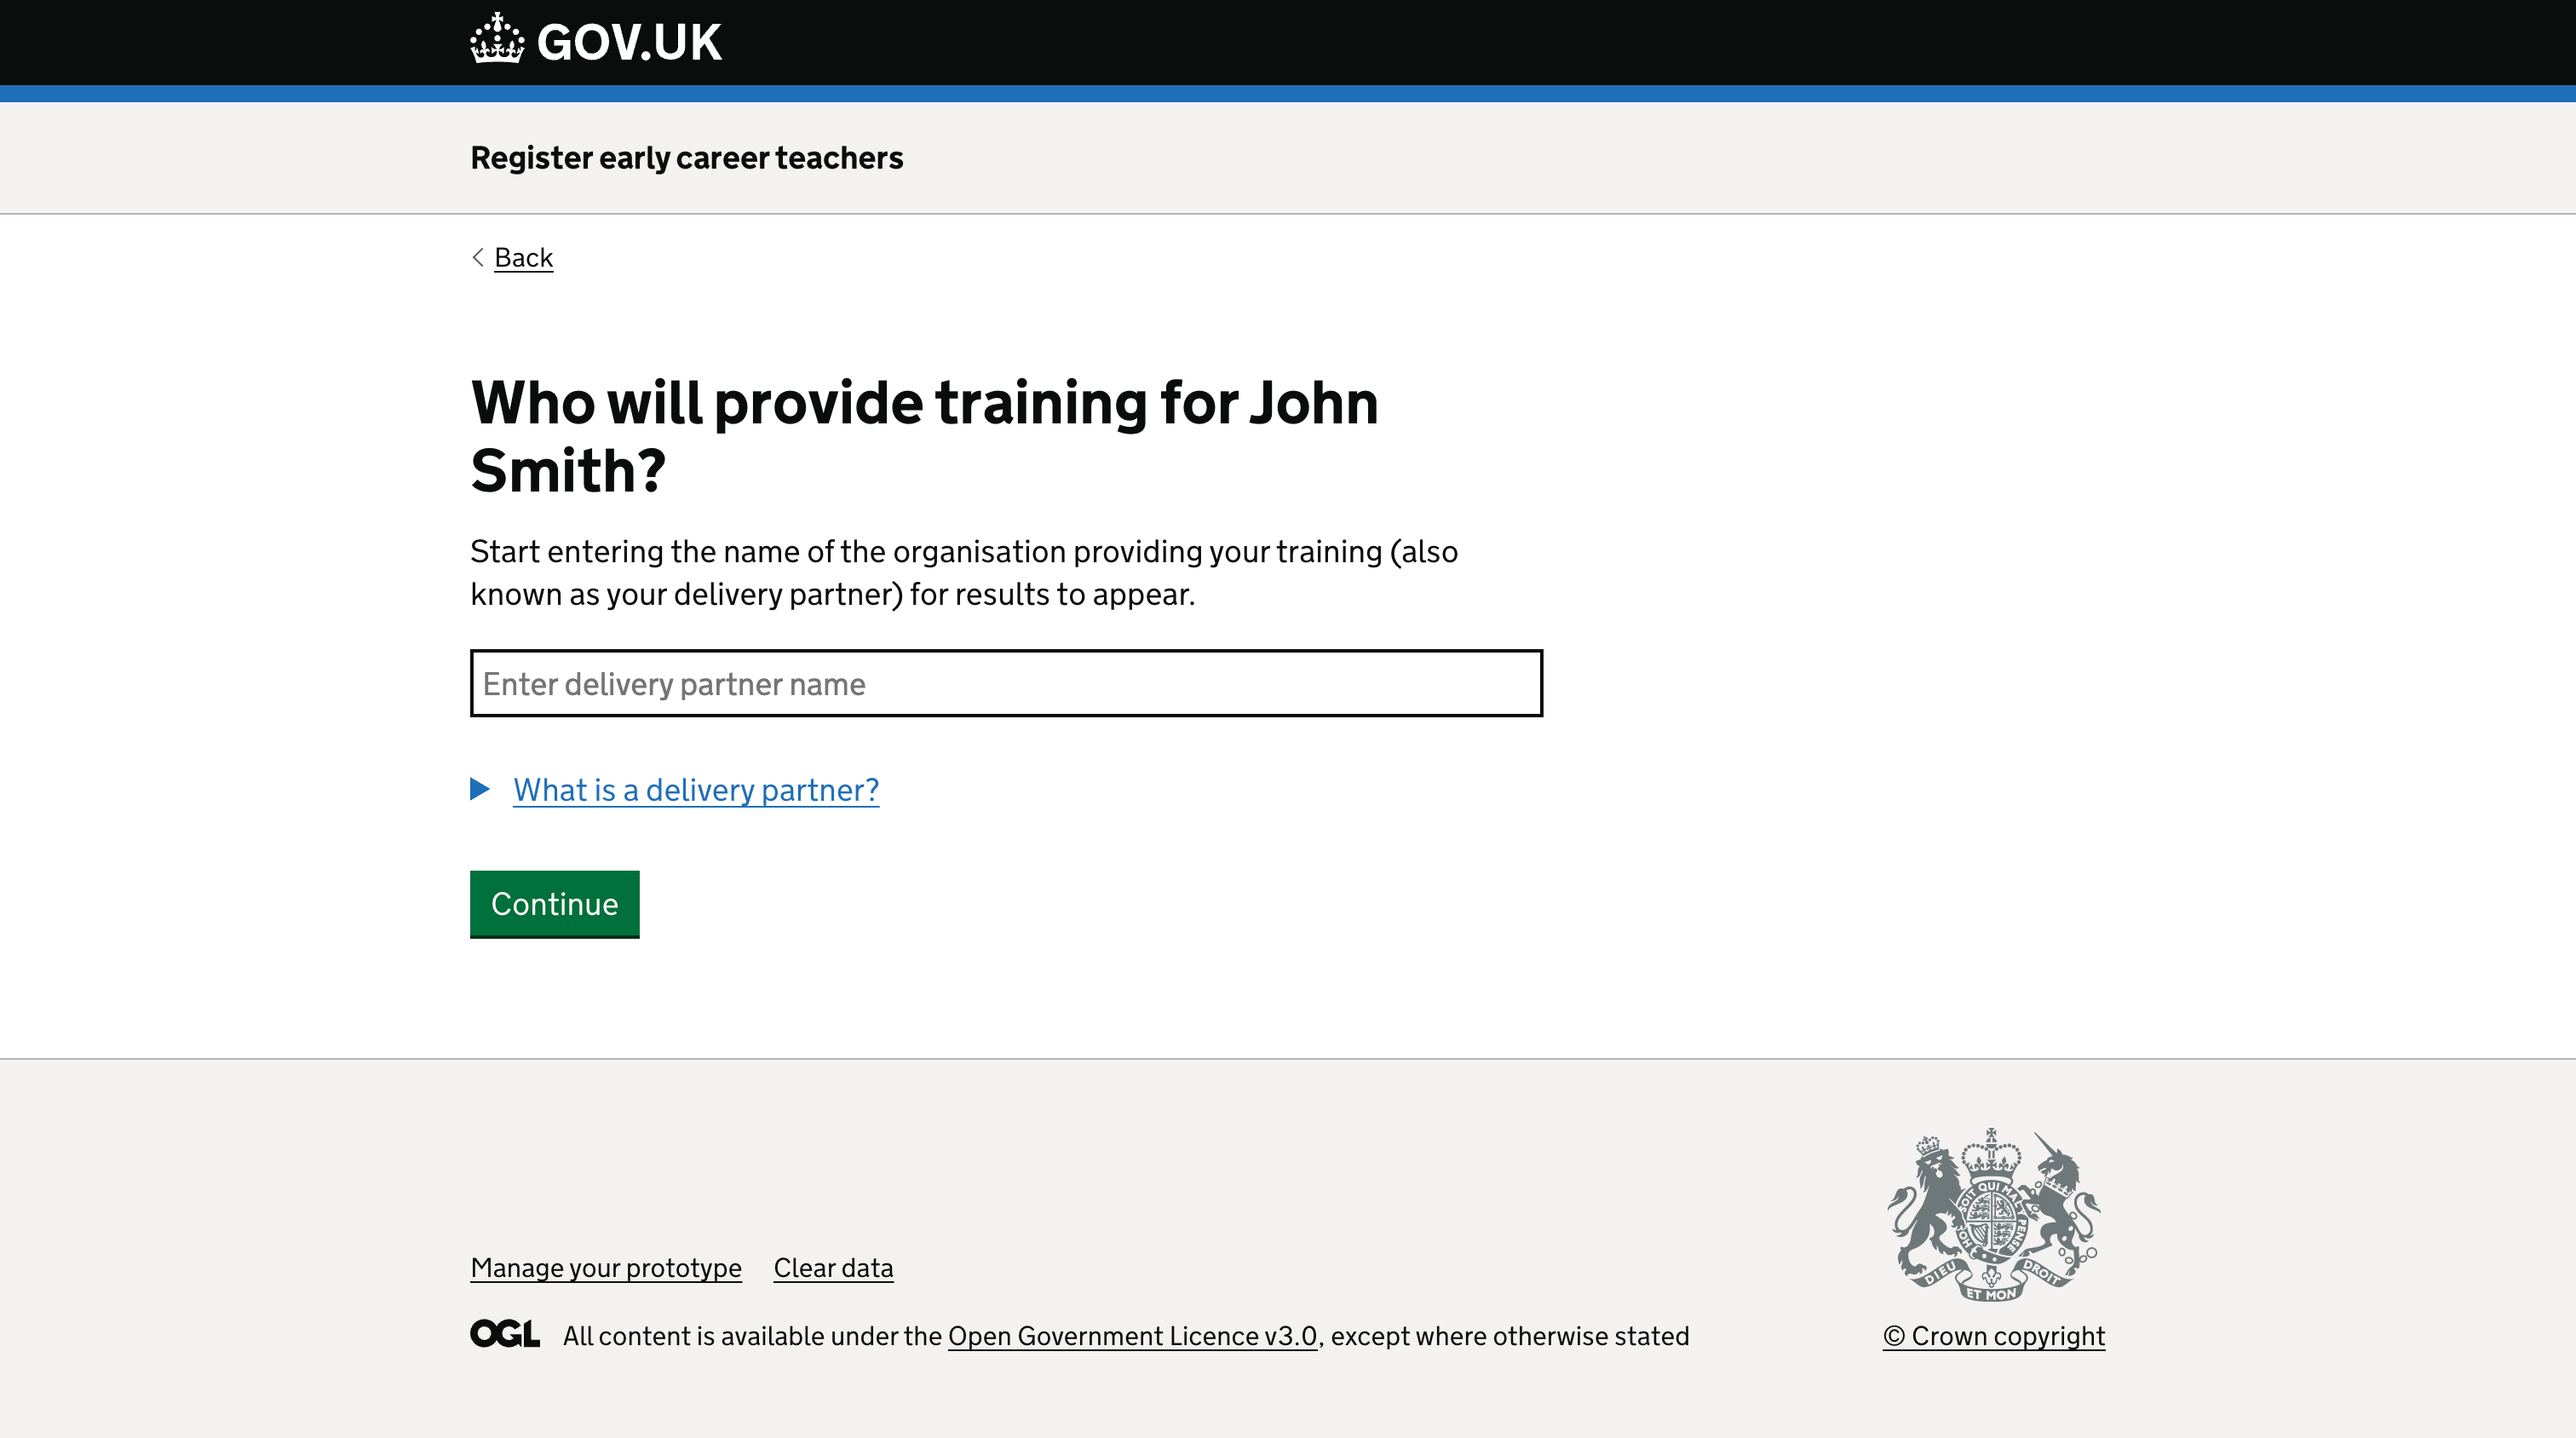 GOV.UK
Register early career teachers
Back
Who will provide training for John
Smith?
Start entering the name of the organisation providing your training (also
known as your delivery partner) for results to appear.
Enter delivery partner name
What is a delivery partner?
Continue
Manage your prototype Clear data
OGL All content is available under the Open Government Licence v3.0, except where otherwise stated
DIEU ET MON DROIT
© Crown copyright